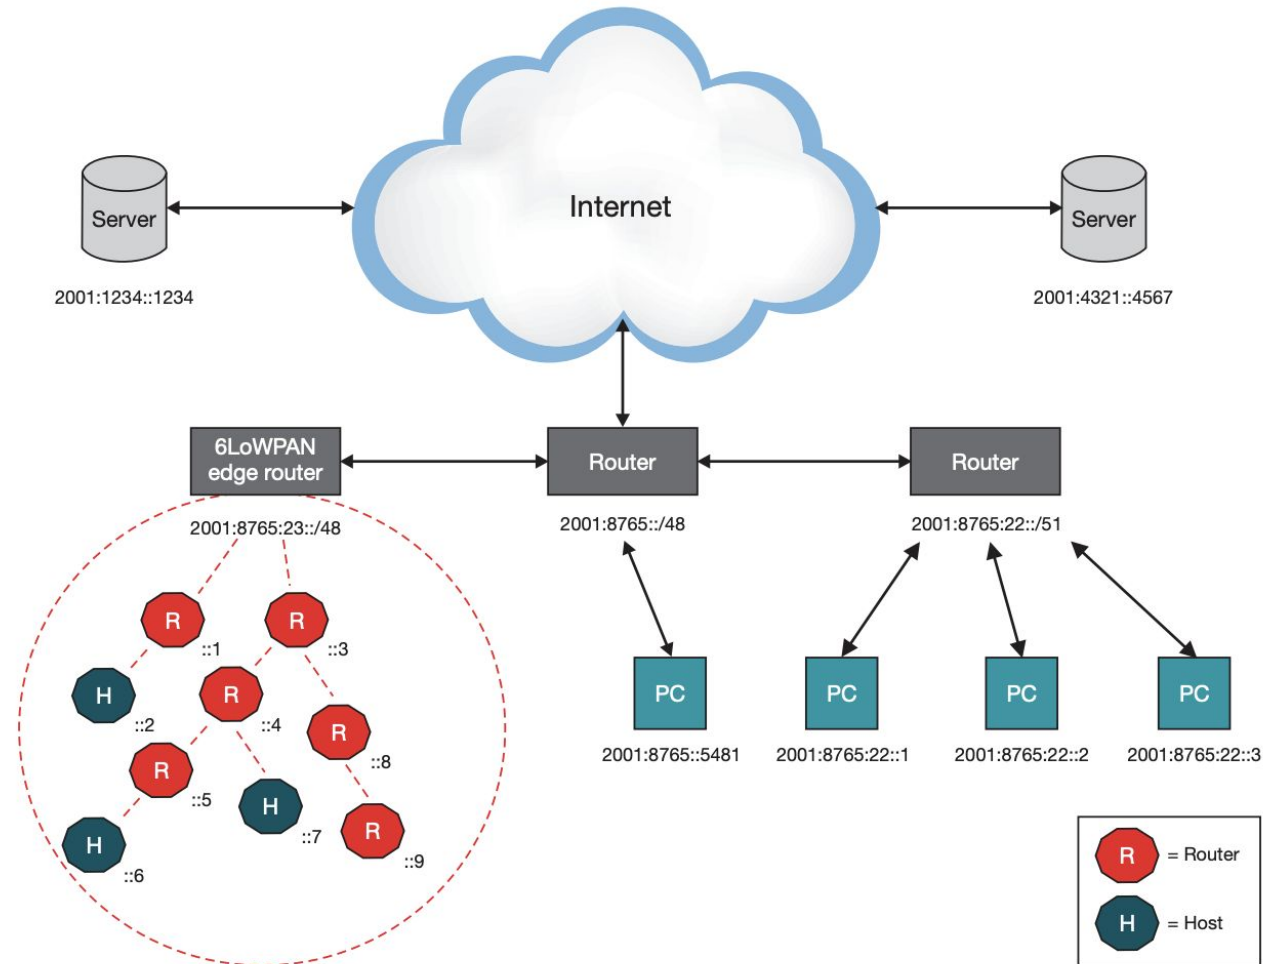 Internet
Server
Server
2001:1234::1234
2001:4321::4567
6LoWPAN
edge router
Router
Router
2001:8765:23::/48
2001:8765::/48
2001:8765:22::/51
R
::1
R
::3
H
::2
R
::4
R
::8
R
::5
H
::7
R
::9
H
::6
PC
PC
PC
PC
2001:8765::5481
2001:8765:22::1
2001:8765:22::2
2001:8765:22::3
R = Router
H = Host